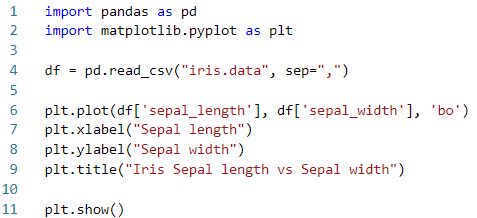 1 import pandas as pd
2 import matplotlib.pyplot as plt
3
4 df = pd.read_csv("iris.data", sep=",")
5
6 plt.plot(df['sepal_length'], df['sepal_width'], 'bo')
7 plt.xlabel("Sepal length")
8 plt.ylabel("Sepal width")
9 plt.title("Iris Sepal length vs Sepal width")
10
11 plt.show()